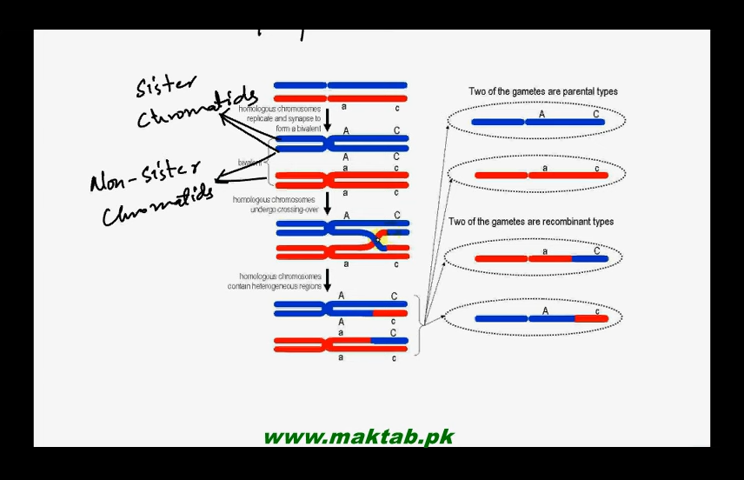 Sister
Chromatids
Non-Sister
Chromatids
a c
homologous chromosomes
replicate and synapse to
form a bivalent
A C
A C
bivalent
a c
a c
homologous chromosomes
undergo crossing-over
A C
a c
homologous chromosomes
contain heterogeneous regions
A C
A c
a C
a c
Two of the gametes are parental types
A C
a c
Two of the gametes are recombinant types
a C
A c
www.maktab.pk